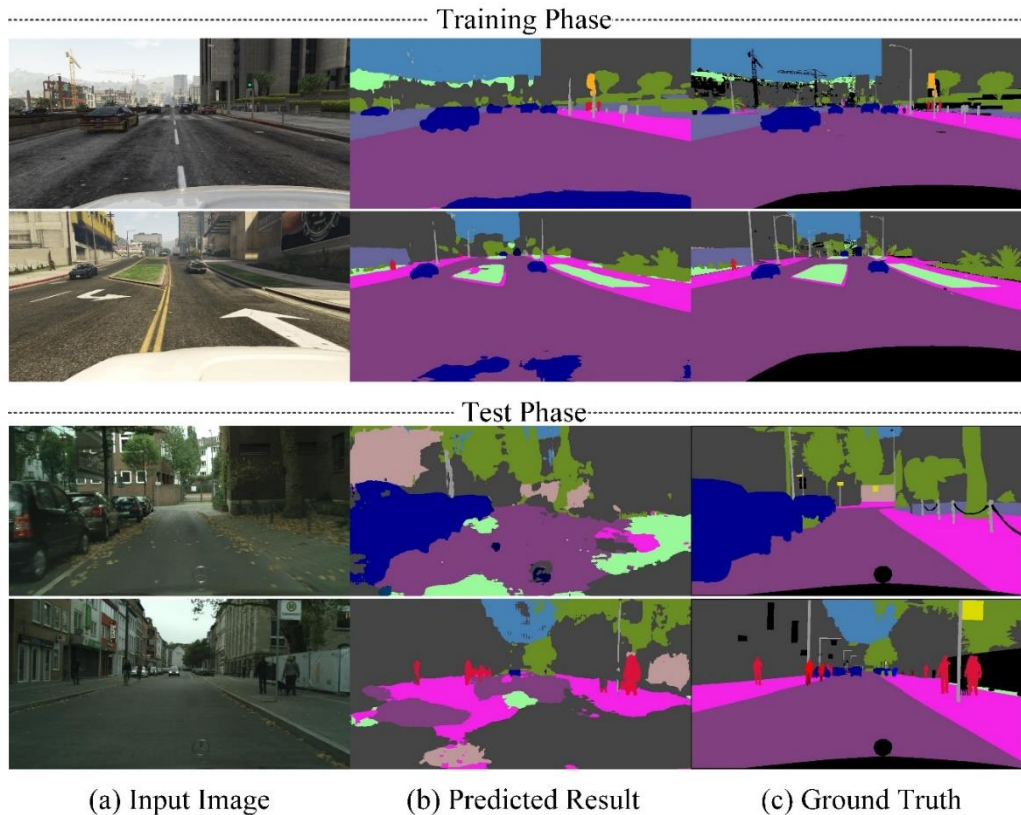 Training Phase
Test Phase
(a) Input Image
(b) Predicted Result
(c) Ground Truth